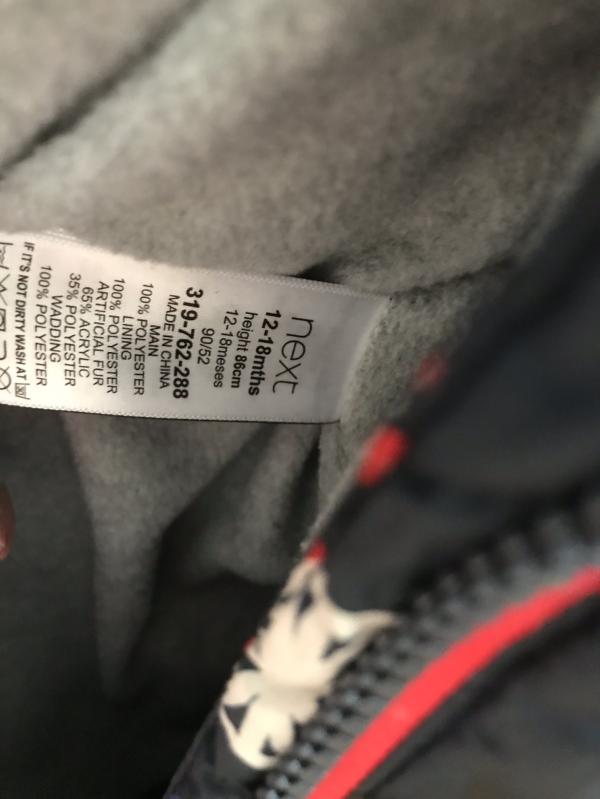 next
12-18mths
height 86cm
12-18meses
90/52
319-762-288
MADE IN CHINA
MAIN
100% POLYESTER
LINING
100% POLYESTER
ARTIFICIAL FUR
65% ACRYLIC
35% POLYESTER
WADDING
100% POLYESTER
IF IT'S NOT DIRTY WASH AT